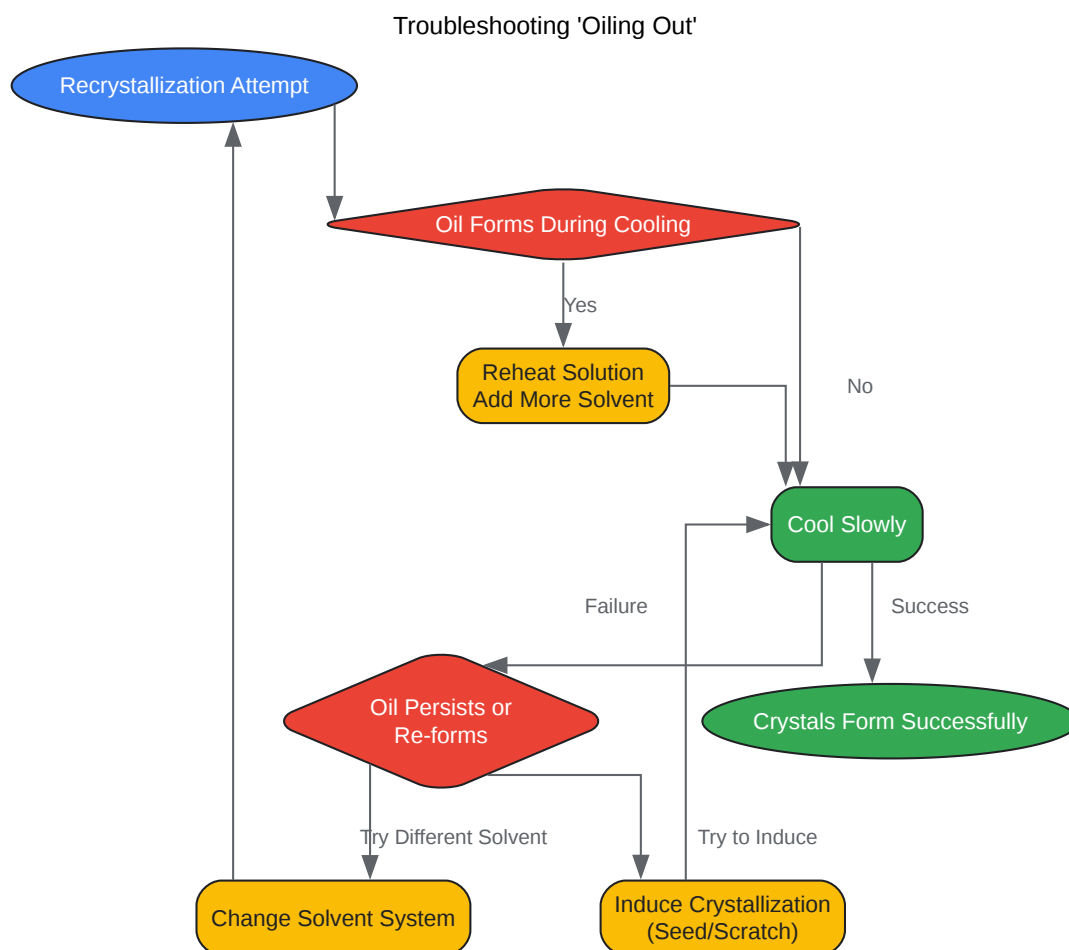 Troubleshooting 'Oiling Out'
Recrystallization Attempt
Oil Forms During Cooling
Yes
Reheat Solution
Add More Solvent
No
Cool Slowly
Failure
Success
Oil Persists or
Re-forms
Crystals Form Successfully
Try Different Solvent
Try to Induce
Change Solvent System
Induce Crystallization
(Seed/Scratch)